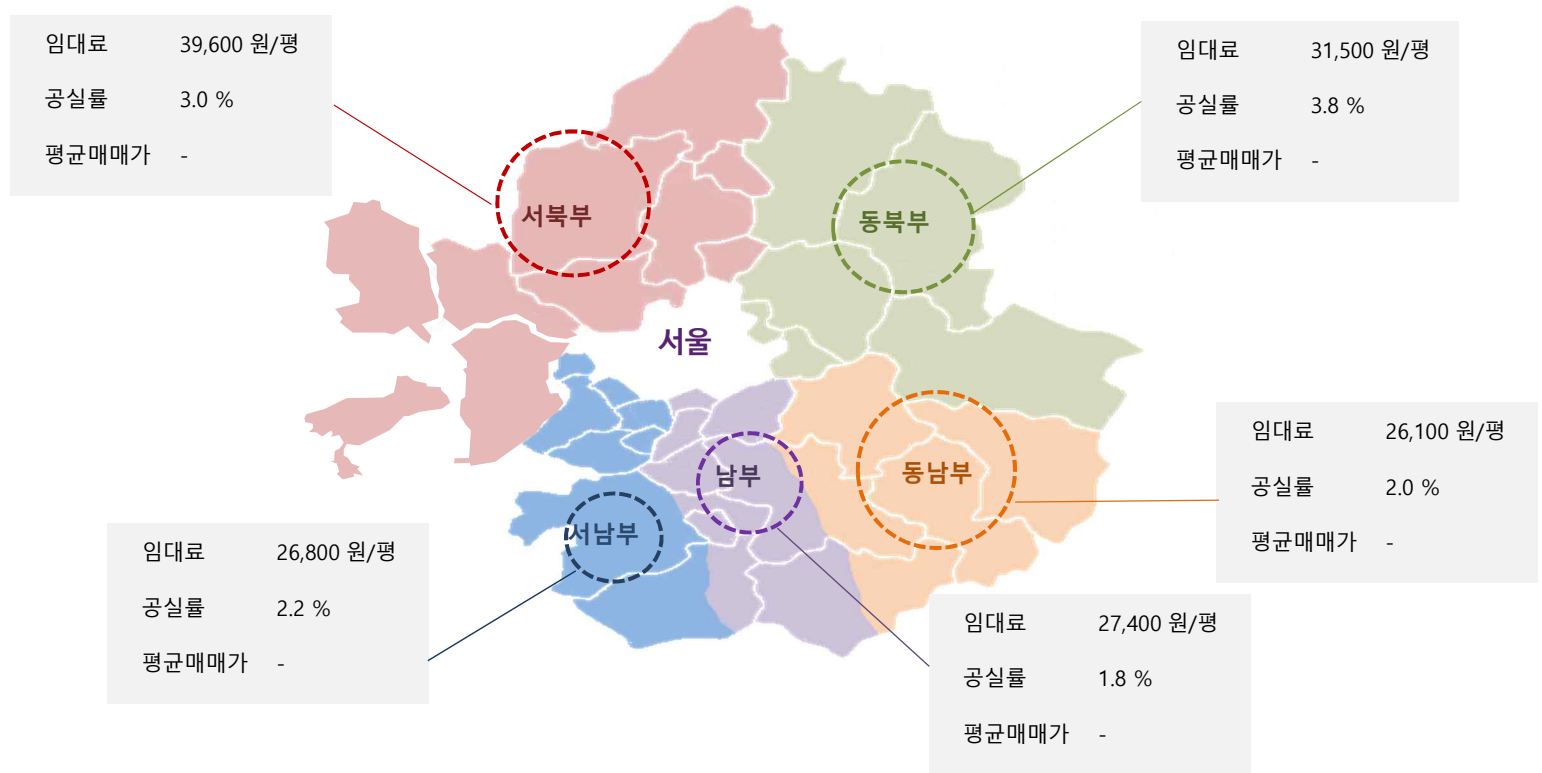 임대료 39,600 원/평
공실률 3.0 %
평균매매가 -
임대료 31,500 원/평
공실률 3.8 %
평균매매가 -
서북부
동북부
서울
임대료 26,100 원/평
공실률 2.0 %
평균매매가 -
남부
동남부
서남부
임대료 26,800 원/평
공실률 2.2 %
평균매매가 -
임대료 27,400 원/평
공실률 1.8 %
평균매매가 -